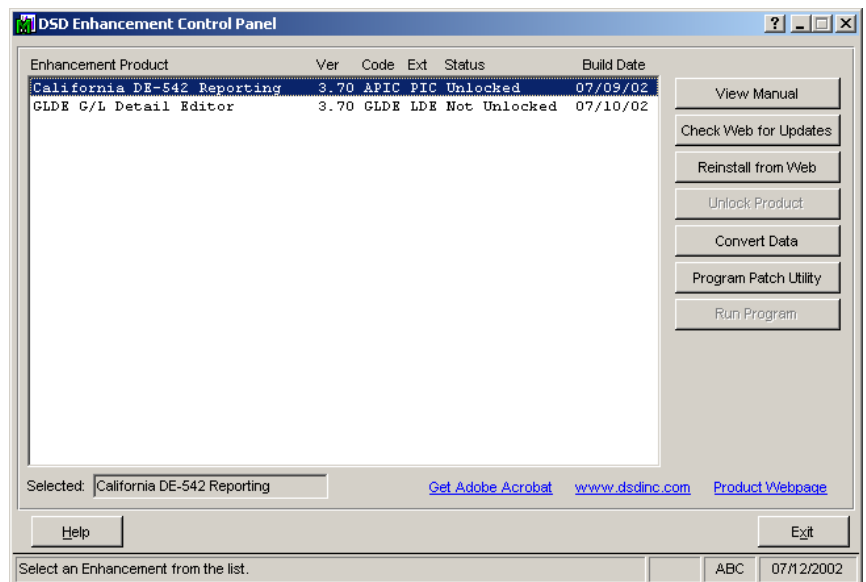 DSD Enhancement Control Panel
Enhancement Product Ver Code Ext Status Build Date
California DE-542 Reporting 3.70 APIC PIC Unlocked 07/09/02
GLDE G/L Detail Editor 3.70 GLDE LDE Not Unlocked 07/10/02
View Manual
Check Web for Updates
Reinstall from Web
Unlock Product
Convert Data
Program Patch Utility
Run Program
Selected: California DE-542 Reporting Get Adobe Acrobat www.dsdinc.com Product Webpage
Help Exit
Select an Enhancement from the list. ABC 07/12/2002